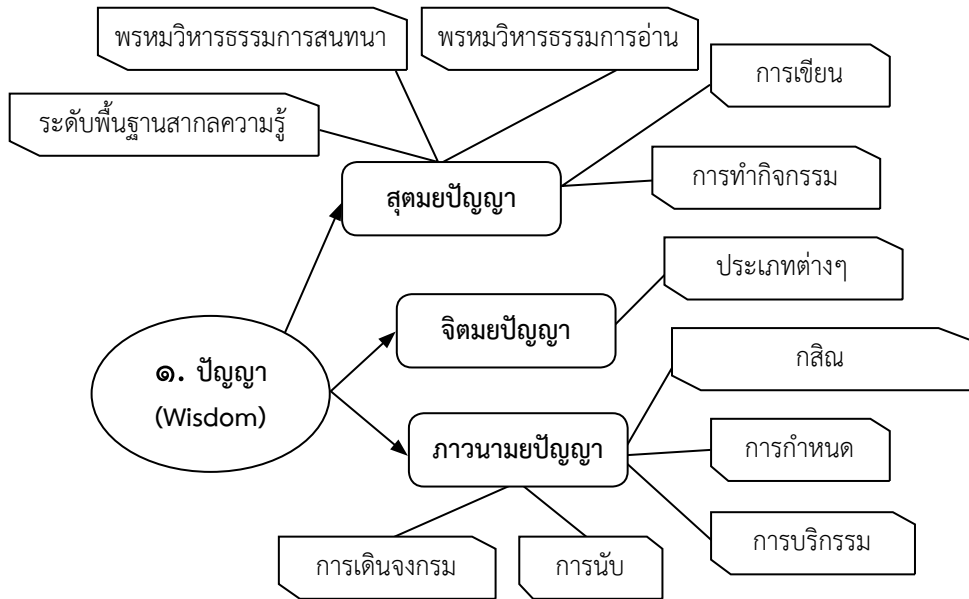 พรหมวิหารธรรมการสนทนา
พรหมวิหารธรรมการอ่าน
การเขียน
ระดับพื้นฐานสากลความรู้
การทำกิจกรรม
สุตมยปัญญา
ประเภทต่างๆ
จิตมยปัญญา
๑. ปัญญา
(Wisdom)
กสิณ
ภาวนามยปัญญา
การกำหนด
การบริกรรม
การเดินจงกรม
การนับ